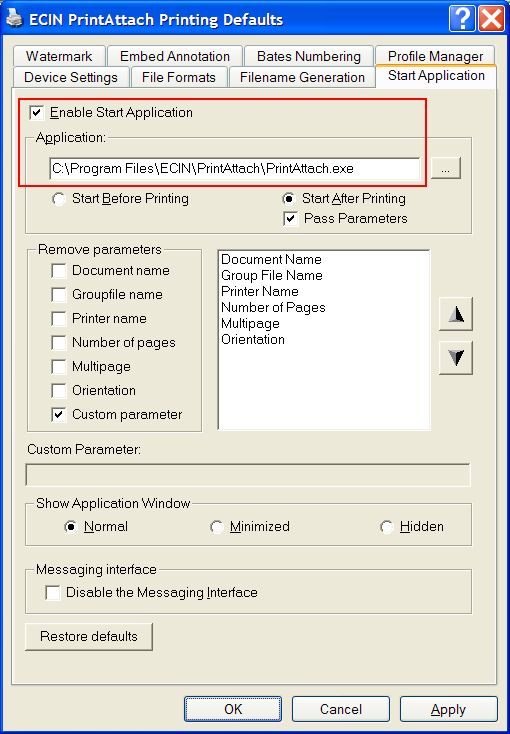 ECIN PrintAttach Printing Defaults
Watermark Embed Annotation Bates Numbering Profile Manager
Device Settings File Formats Filename Generation Start Application
Enable Start Application
Application:
C:\Program Files\ECIN\PrintAttach\PrintAttach.exe ...
Start Before Printing Start After Printing
Pass Parameters
Remove parameters
Document name
Groupfile name
Printer name
Number of pages
Multipage
Orientation
Custom parameter
Document Name
Group File Name
Printer Name
Number of Pages
Multipage
Orientation
Custom Parameter:
Show Application Window
Normal Minimized Hidden
Messaging interface
Disable the Messaging Interface
Restore defaults
OK Cancel Apply